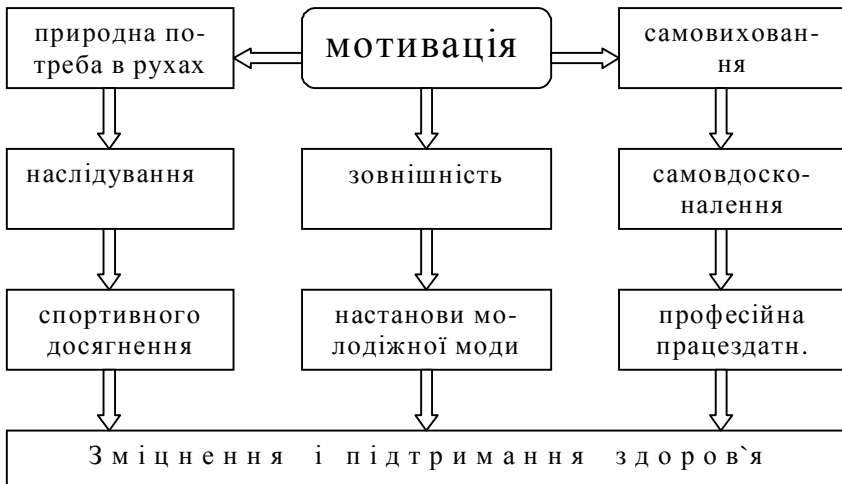 природна по-
треба в рухах
мотивація
самовихован-
ня
наслідування
зовнішність
самовдоско-
налення
спортивного
досягнення
настанови мо-
лодіжної моди
професійна
працездатн.
Зміцнення і підтримання здоров`я